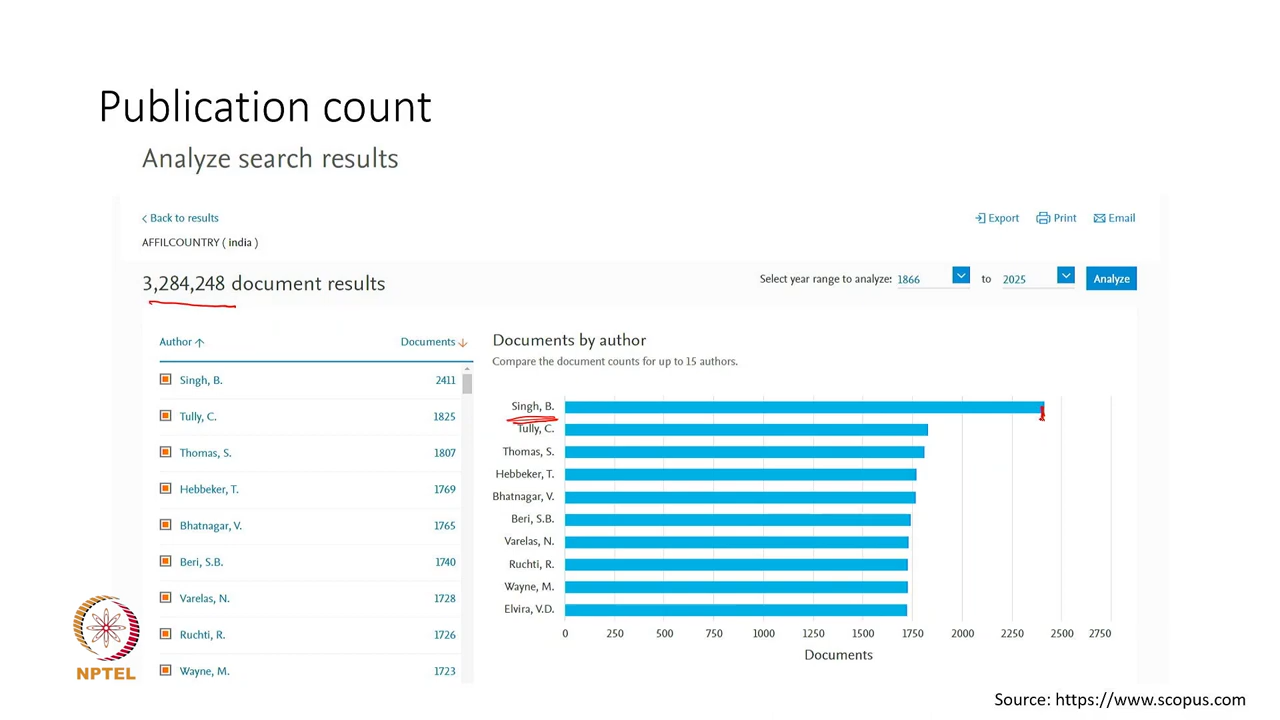 Publication count
Analyze search results
Back to results
Export Print Email
AFFILCOUNTRY ( india )
3,284,248 document results
Select year range to analyze: 1866 to 2025 Analyze
Author Documents
Singh, B. 2411
Tully, C. 1825
Thomas, S. 1807
Hebbeker, T. 1769
Bhatnagar, V. 1765
Beri, S.B. 1740
Varelas, N. 1728
Ruchti, R. 1726
Wayne, M. 1723
Documents by author
Compare the document counts for up to 15 authors.
Singh, B.
Tully, C.
Thomas, S.
Hebbeker, T.
Bhatnagar, V.
Beri, S.B.
Varelas, N.
Ruchti, R.
Wayne, M.
Elvira, V.D.
0 250 500 750 1000 1250 1500 1750 2000 2250 2500 2750
Documents
NPTEL
Source: https://www.scopus.com